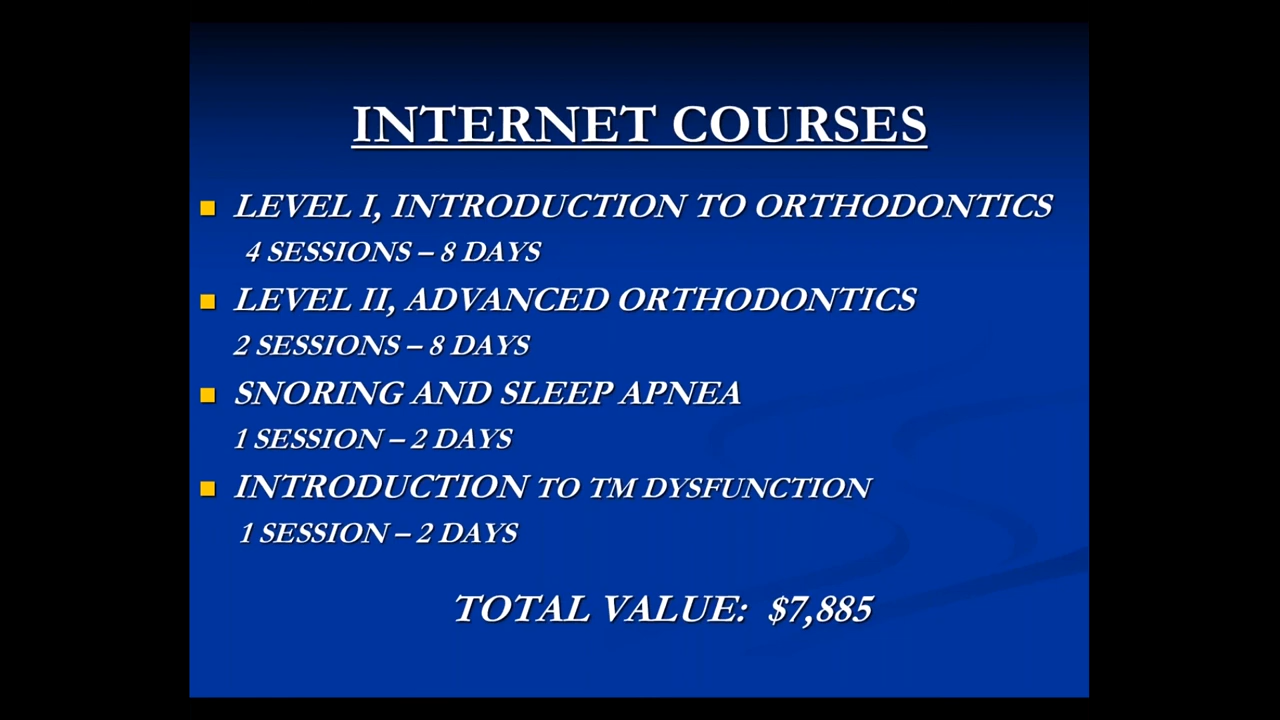 INTERNET COURSES
LEVEL I, INTRODUCTION TO ORTHODONTICS
4 SESSIONS – 8 DAYS
LEVEL II, ADVANCED ORTHODONTICS
2 SESSIONS – 8 DAYS
SNORING AND SLEEP APNEA
1 SESSION – 2 DAYS
INTRODUCTION TO TM DYSFUNCTION
1 SESSION – 2 DAYS
TOTAL VALUE: $7,885